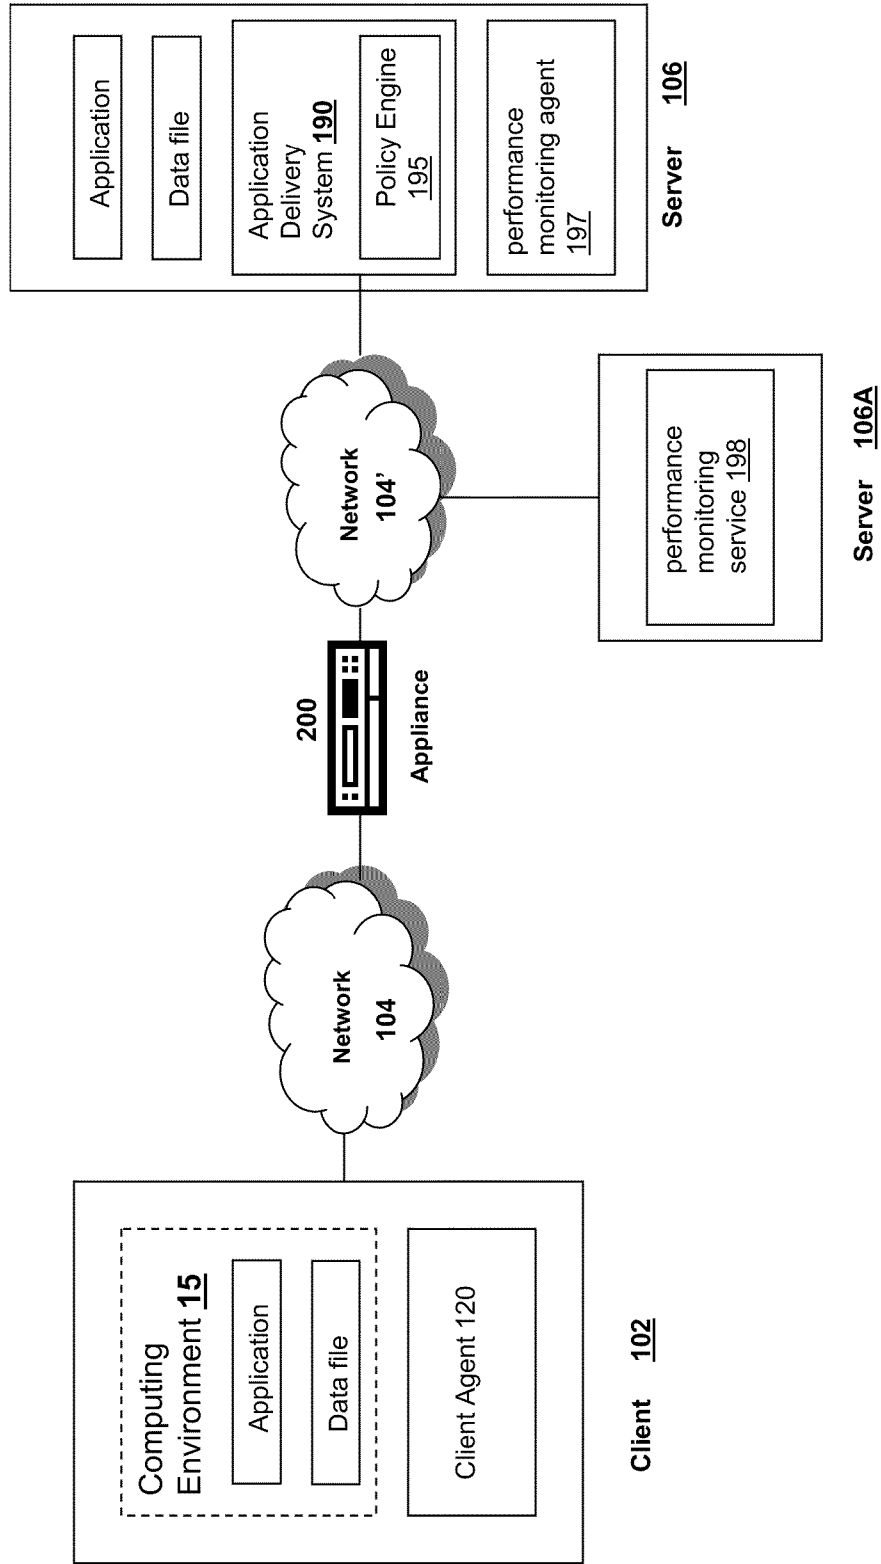 Computing
Environment 15
Application
Data file
Client Agent 120
Client 102
Network
104
200
Appliance
Network
104’
Application
Data file
Application
Delivery
System 190
Policy Engine
195
performance
monitoring agent
197
Server 106
performance
monitoring
service 198
Server 106A